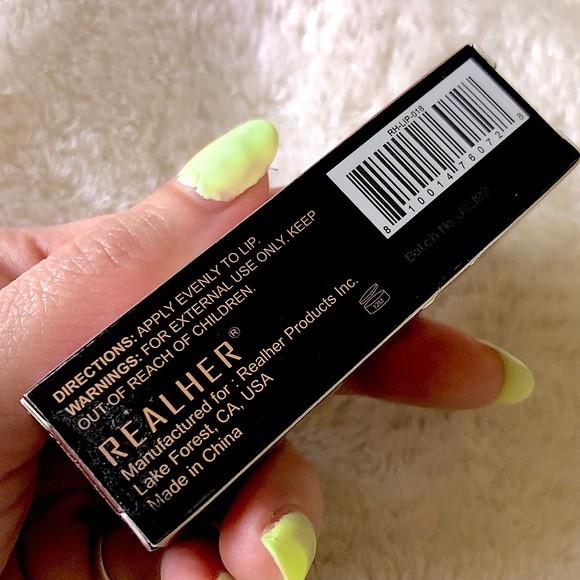 DIRECTIONS: APPLY EVENLY TO LIP.
WARNINGS: FOR EXTERNAL USE ONLY. KEEP
OUT OF REACH OF CHILDREN.
REALHER®
Manufactured for : Realher Products Inc.
Lake Forest, CA, USA
Made in China
12M
RH-LIP-018
8 10014 76072 8
Batch No.